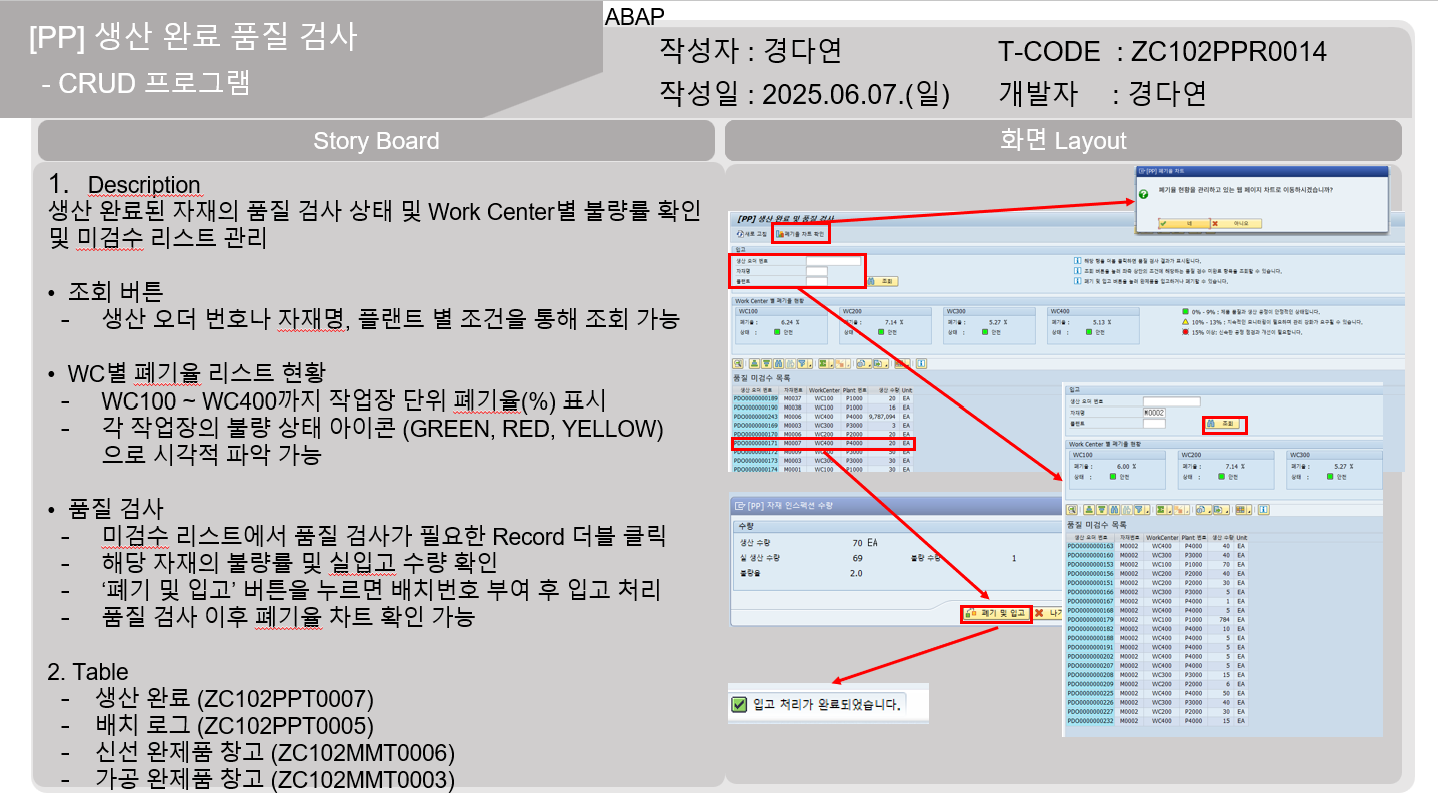 ABAP
[PP] 생산 완료 품질 검사
- CRUD 프로그램
작성자 : 경다연
T-CODE : ZC102PPR0014
작성일 : 2025.06.07.(일)
개발자 : 경다연
Story Board
1. Description
생산 완료된 자재의 품질 검사 상태 및 Work Center별 불량률 확인
및 미검수 리스트 관리
• 조회 버튼
- 생산 오더 번호나 자재명, 플랜트 별 조건을 통해 조회 가능
• WC별 폐기율 리스트 현황
- WC100 ~ WC400까지 작업장 단위 폐기율(%) 표시
- 각 작업장의 불량 상태 아이콘 (GREEN, RED, YELLOW)
으로 시각적 파악 가능
• 품질 검사
- 미검수 리스트에서 품질 검사가 필요한 Record 더블 클릭
- 해당 자재의 불량률 및 실입고 수량 확인
- ‘폐기 및 입고’ 버튼을 누르면 배치번호 부여 후 입고 처리
- 품질 검사 이후 폐기율 차트 확인 가능
2. Table
- 생산 완료 (ZC102PPT0007)
- 배치 로그 (ZC102PPT0005)
- 신선 완제품 창고 (ZC102MMT0006)
- 가공 완제품 창고 (ZC102MMT0003)
화면 Layout
[PP] 폐기율 차트
폐기율 현황을 관리하고 있는 웹 페이지 차트로 이동하시겠습니까?
네 아니오
[PP] 생산 완료 및 품질 검사
새로 고침 폐기율 차트 확인
입고
생산 오더 번호
자재명
플랜트
조회
해당 행을 더블 클릭하면 품질 검사 결과가 표시됩니다.
조회 버튼을 눌러 좌측 상단의 조건에 해당하는 품질 검수 미완료 항목을 조회할 수 있습니다.
폐기 및 입고 버튼을 눌러 완제품을 입고하거나 폐기할 수 있습니다.
Work Center 별 폐기율 현황
WC100 WC200 WC300 WC400
폐기율 : 6.24 % 폐기율 : 7.14 % 폐기율 : 5.27 % 폐기율 : 5.13 %
상태 : 안전 상태 : 안전 상태 : 안전 상태 : 안전
0% - 9% : 제품 품질과 생산 공정이 안정적인 상태입니다.
10% - 13% : 지속적인 모니터링이 필요하며 관리 강화가 요구될 수 있습니다.
15% 이상: 신속한 공정 점검과 개선이 필요합니다.
품질 미검수 목록
생산 오더 번호 자재번호 WorkCenter Plant 번호 생산 수량 Unit
PDO0000000189 M0037 WC100 P1000 20 EA
PDO0000000190 M0038 WC100 P1000 16 EA
PDO0000000243 M0006 WC400 P4000 9,787,094 EA
PDO0000000169 M0003 WC300 P3000 3 EA
PDO0000000170 M0006 WC200 P2000 20 EA
PDO0000000171 M0007 WC400 P4000 20 EA
PDO0000000172 M0009 WC300 P3000 50 EA
PDO0000000173 M0003 WC300 P3000 30 EA
PDO0000000174 M0001 WC100 P1000 30 EA
[PP] 자재 인스펙션 수량
수량
생산 수량 70 EA
실 생산 수량 69 불량 수량 1
불량율 2.0
폐기 및 입고 나가
입고 처리가 완료되었습니다.
입고
생산 오더 번호
자재명 M0002
플랜트
조회
Work Center 별 폐기율 현황
WC100 WC200 WC300
폐기율 : 6.00 % 폐기율 : 7.14 % 폐기율 : 5.27 %
상태 : 안전 상태 : 안전 상태 : 안전
품질 미검수 목록
생산 오더 번호 자재번호 WorkCenter Plant 번호 생산 수량 Unit
PDO0000000163 M0002 WC400 P4000 40 EA
PDO0000000160 M0002 WC300 P3000 40 EA
PDO0000000153 M0002 WC100 P1000 70 EA
PDO0000000156 M0002 WC200 P2000 40 EA
PDO0000000151 M0002 WC200 P2000 30 EA
PDO0000000166 M0002 WC300 P3000 5 EA
PDO0000000167 M0002 WC400 P4000 1 EA
PDO0000000168 M0002 WC400 P4000 5 EA
PDO0000000179 M0002 WC100 P1000 784 EA
PDO0000000182 M0002 WC400 P4000 10 EA
PDO0000000188 M0002 WC400 P4000 5 EA
PDO0000000191 M0002 WC400 P4000 5 EA
PDO0000000202 M0002 WC400 P4000 5 EA
PDO0000000207 M0002 WC400 P4000 5 EA
PDO0000000208 M0002 WC300 P3000 15 EA
PDO0000000209 M0002 WC200 P2000 6 EA
PDO0000000225 M0002 WC400 P4000 50 EA
PDO0000000226 M0002 WC300 P3000 40 EA
PDO0000000227 M0002 WC200 P2000 30 EA
PDO0000000232 M0002 WC400 P4000 15 EA